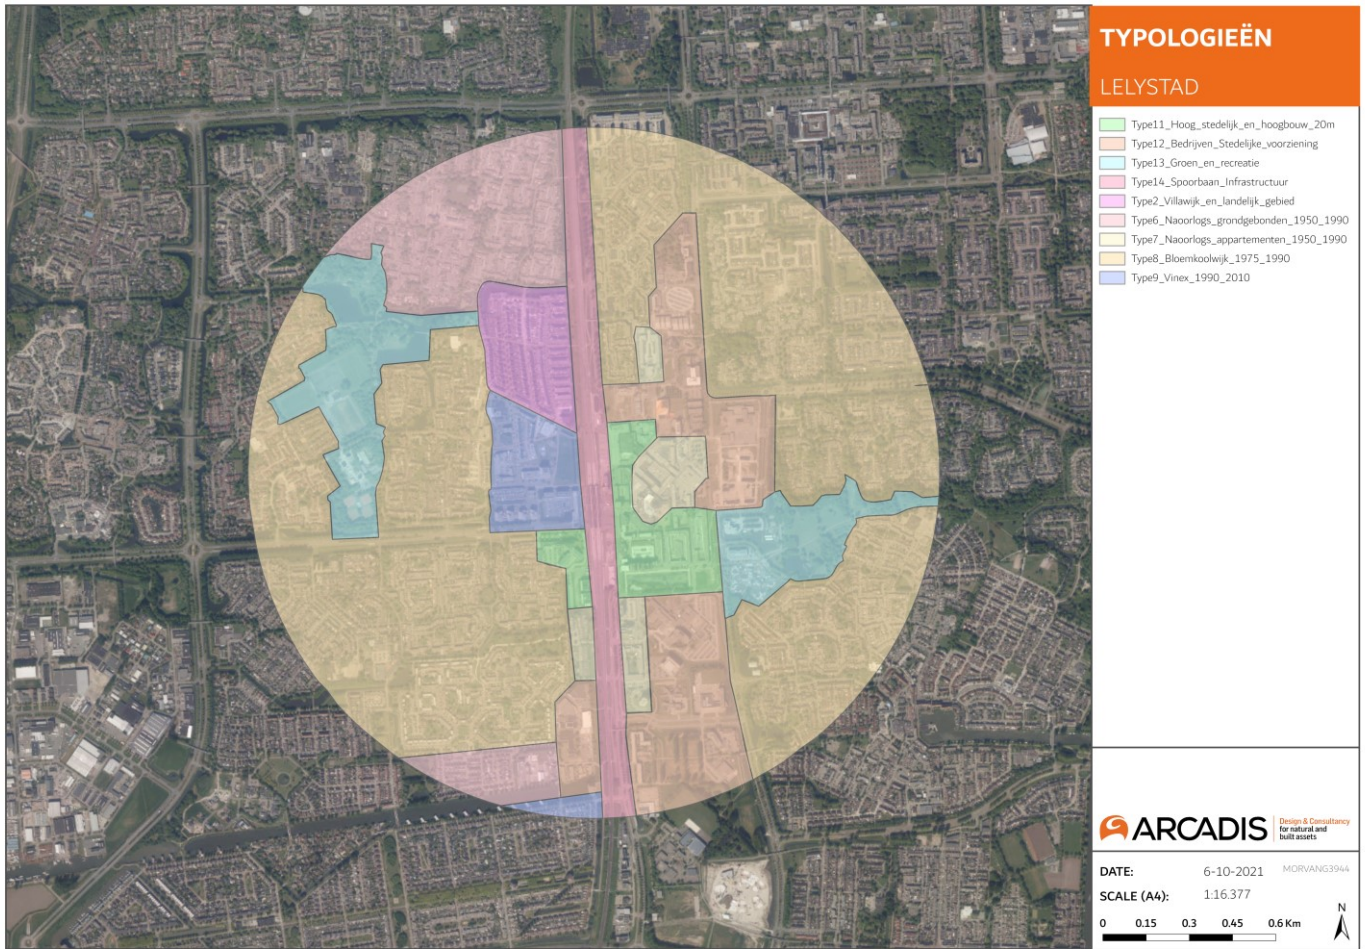 TYPOLOGIEËN
LELYSTAD
Type11_Hoog_stedelijk_en_hoogbouw_20m
Type12_Bedrijven_Stedelijke_voorziening
Type13_Groen_en_recreatie
Type14_Spoorbaan_Infrastructuur
Type2_Villawijk_en_landelijk_gebied
Type6_Naoorlogs_grondgebonden_1950_1990
Type7_Naoorlogs_appartementen_1950_1990
Type8_Bloemkoolwijk_1975_1990
Type9_Vinex_1990_2010
ARCADIS
Design & Consultancy
for natural and
built assets
DATE: 6-10-2021 MORVANG3944
SCALE (A4): 1:16.377
N
0 0.15 0.3 0.45 0.6 Km